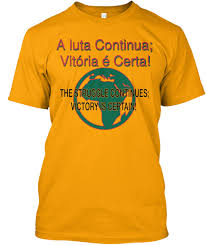 A luta Continua;
Vitória é Certa!
THE STRUGGLE CONTINUES;
VICTORY IS CERTAIN!